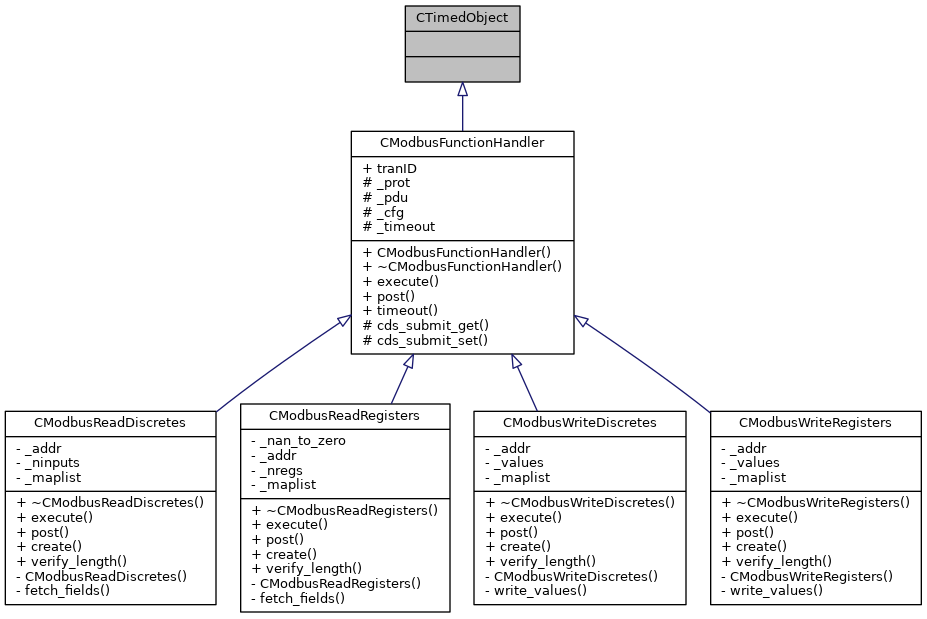 CTimedObject
CModbusFunctionHandler
+ tranID
# _prot
# _pdu
# _cfg
# _timeout
+ CModbusFunctionHandler()
+ ~CModbusFunctionHandler()
+ execute()
+ post()
+ timeout()
# cds_submit_get()
# cds_submit_set()
CModbusReadDiscretes
- _addr
- _ninputs
- _maplist
+ ~CModbusReadDiscretes()
+ execute()
+ post()
+ create()
+ verify_length()
- CModbusReadDiscretes()
- fetch_fields()
CModbusReadRegisters
- _nan_to_zero
- _addr
- _nregs
- _maplist
+ ~CModbusReadRegisters()
+ execute()
+ post()
+ create()
+ verify_length()
- CModbusReadRegisters()
- fetch_fields()
CModbusWriteDiscretes
- _addr
- _values
- _maplist
+ ~CModbusWriteDiscretes()
+ execute()
+ post()
+ create()
+ verify_length()
- CModbusWriteDiscretes()
- write_values()
CModbusWriteRegisters
- _addr
- _values
- _maplist
+ ~CModbusWriteRegisters()
+ execute()
+ post()
+ create()
+ verify_length()
- CModbusWriteRegisters()
- write_values()